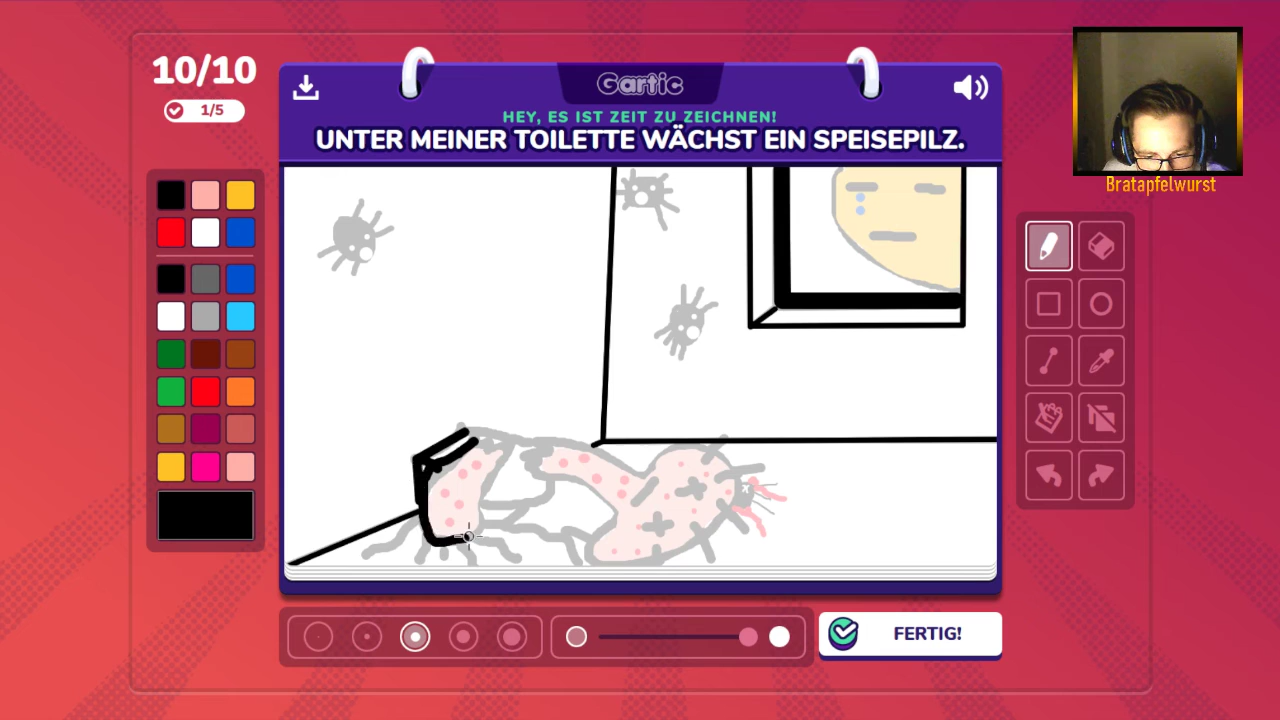 10/10
1/5
Gartic
HEY, ES IST ZEIT ZU ZEICHNEN!
UNTER MEINER TOILETTE WÄCHST EIN SPEISEPILZ.
Bratapfelwurst
FERTIG!